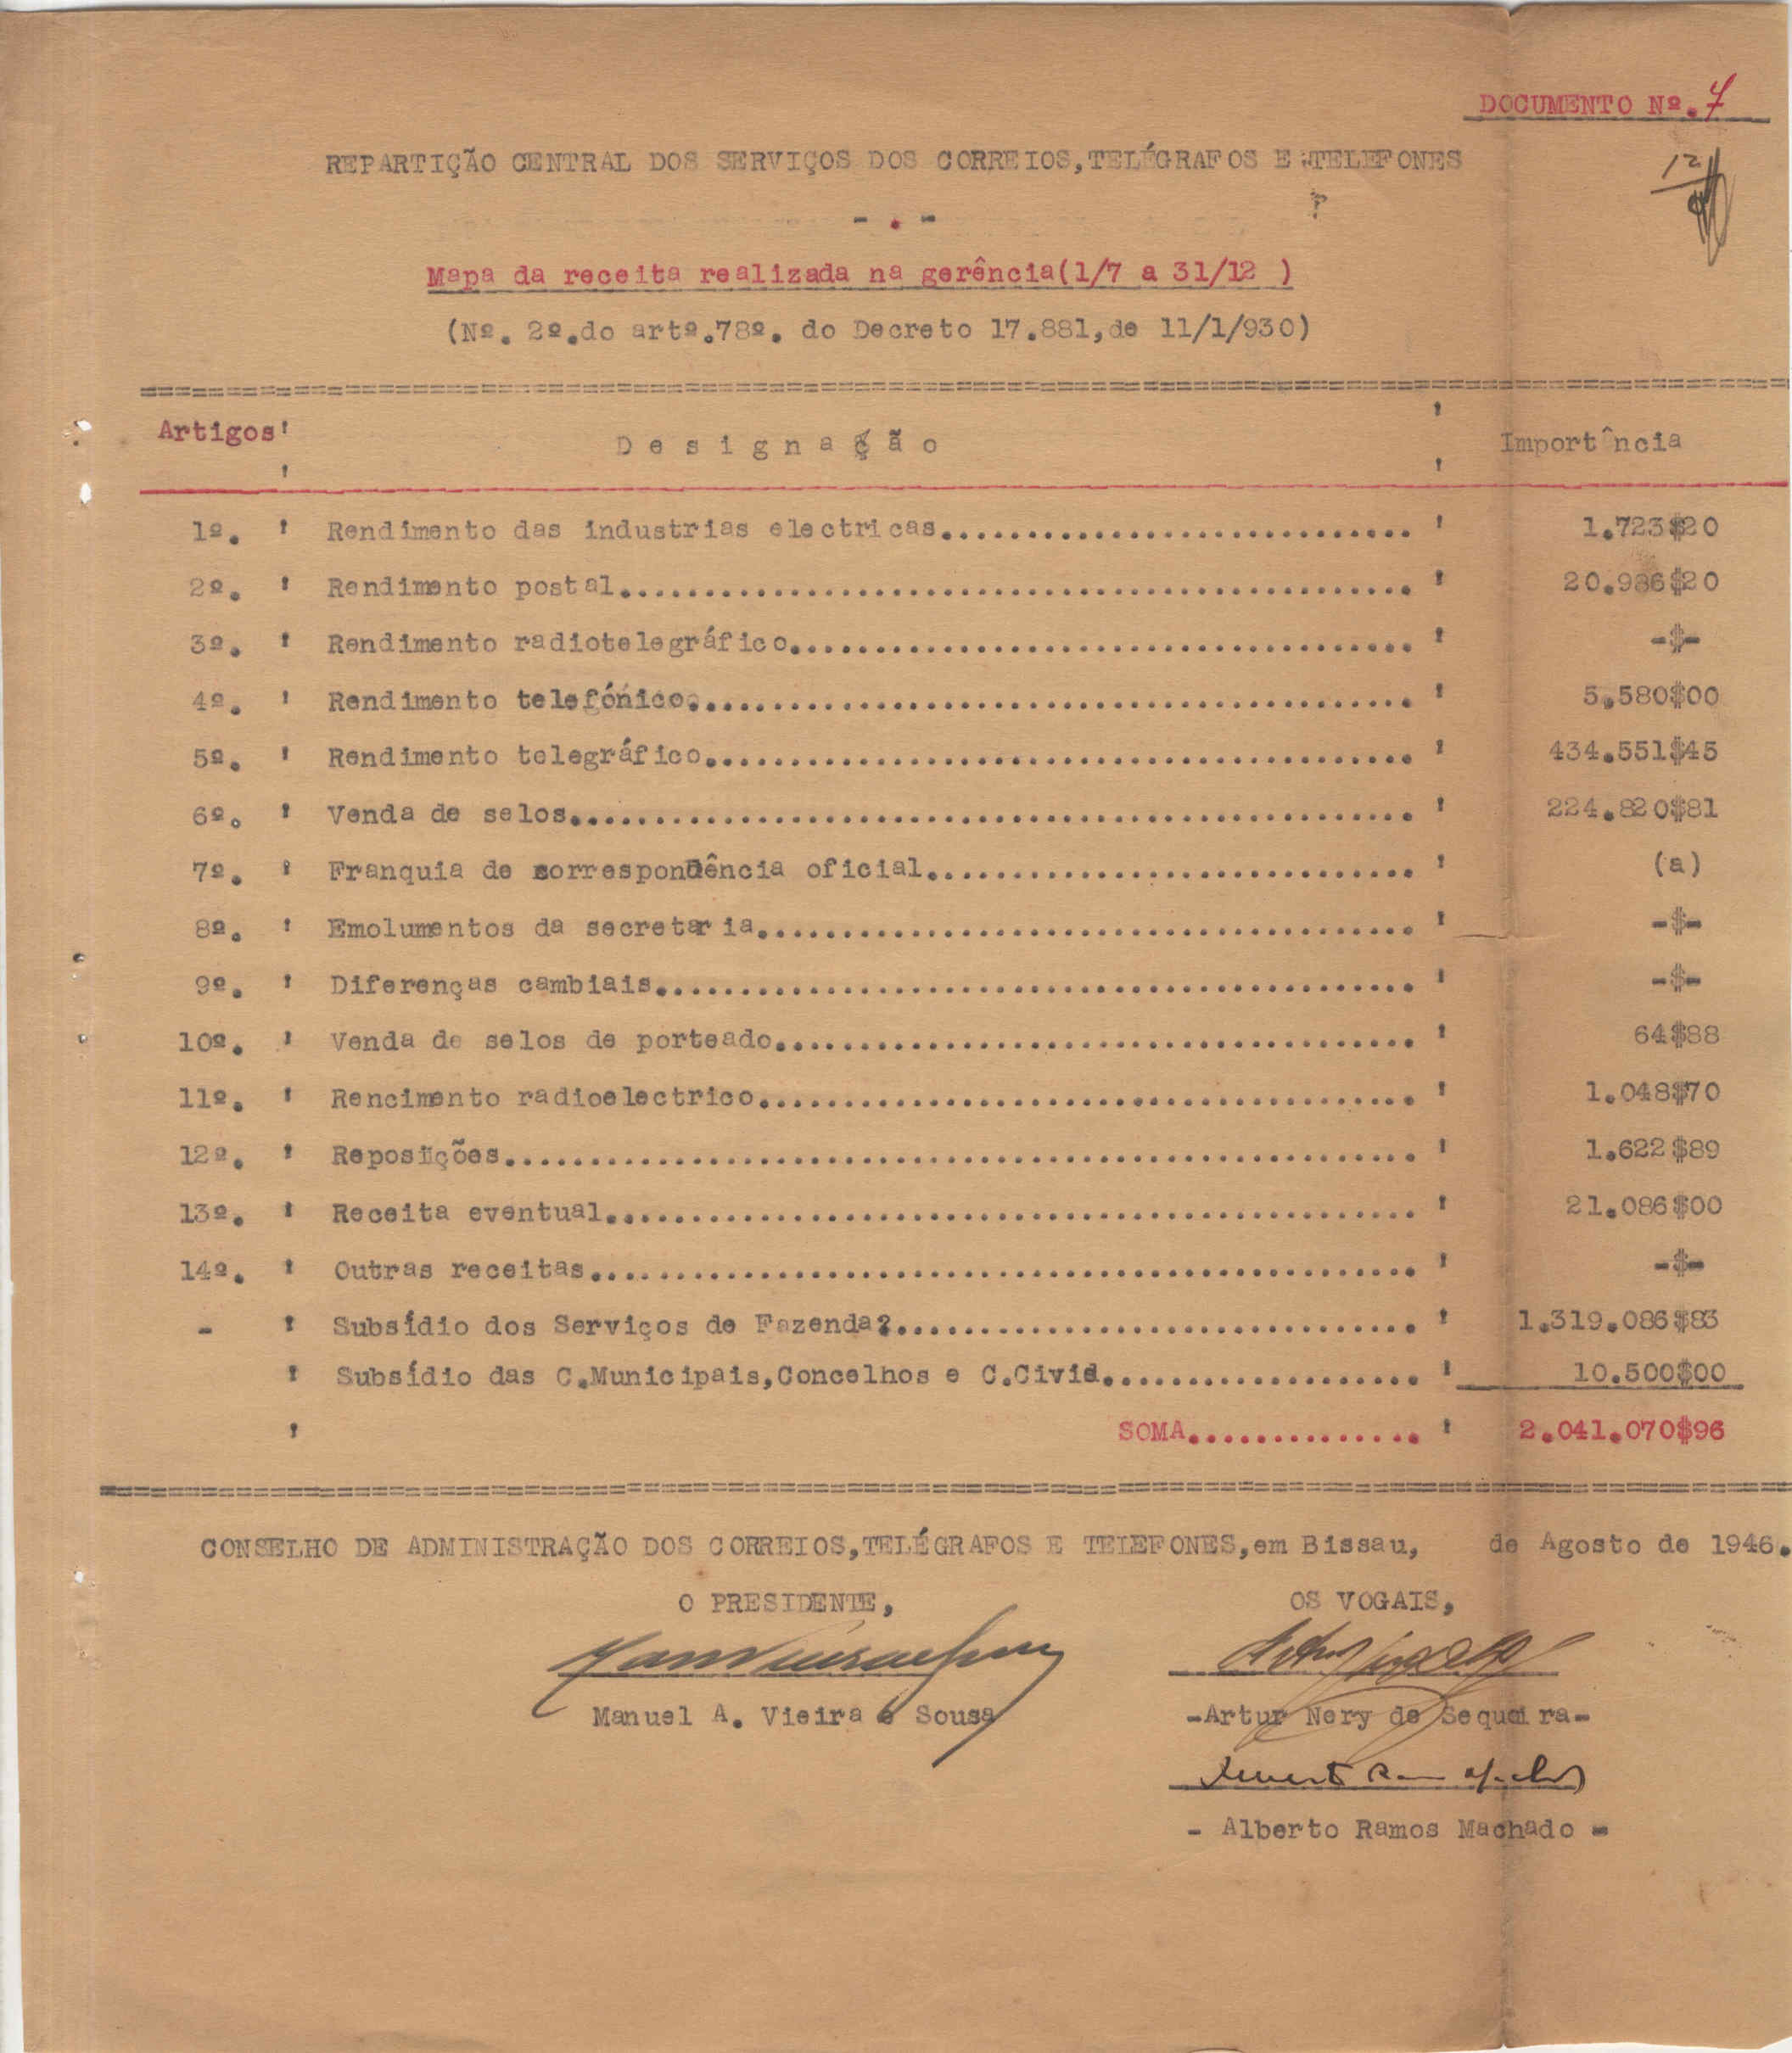 DOCUMENTO Nº. 7
12
REPARTIÇÃO CENTRAL DOS SERVIÇOS DOS CORREIOS,TELÉGRAFOS E TELEFONES
- . -
Mapa da receita realizada na gerência(1/7 a 31/12 )
(Nº. 2º.do artº.78º. do Decreto 17.881,de 11/1/930)
Artigos' Designação ' Import^ncia
1º. ' Rendimento das industrias electricas............................ ' 1.723$20
2º. ' Rendimento postal............................................... ' 20.986$20
3º. ' Rendimento radiotelegráfico..................................... ' -$-
4º. ' Rendimento telefónico........................................... ' 5.580$00
5º. ' Rendimento telegráfico.......................................... ' 434.551$45
6º. ' Venda de selos.................................................. ' 224.820$81
7º. ' Franquia de correspondência oficial............................. ' (a)
8º. ' Emolumentos da secretaria....................................... ' -$-
9º. ' Diferenças cambiais............................................. ' -$-
10º. ' Venda de selos de porteado...................................... ' 64$88
11º. ' Rencimento radioelectrico....................................... ' 1.048$70
12º. ' Reposições...................................................... ' 1.622$89
13º. ' Receita eventual................................................ ' 21.086$00
14º. ' Outras receitas................................................. ' -$-
- ' Subsídio dos Serviços de Fazenda?............................... ' 1.319.086$83
' Subsídio das C.Municipais,Concelhos e C.Civis................... ' 10.500$00
' SOMA.............. ' 2.041.070$96
CONSELHO DE ADMINISTRAÇÃO DOS CORREIOS,TELÉGRAFOS E TELEFONES,em Bissau, de Agosto de 1946.
O PRESIDENTE, OS VOGAIS,
Manuel A. Vieira e Sousa -Artur Nery de Sequeira-
- Alberto Ramos Machado -